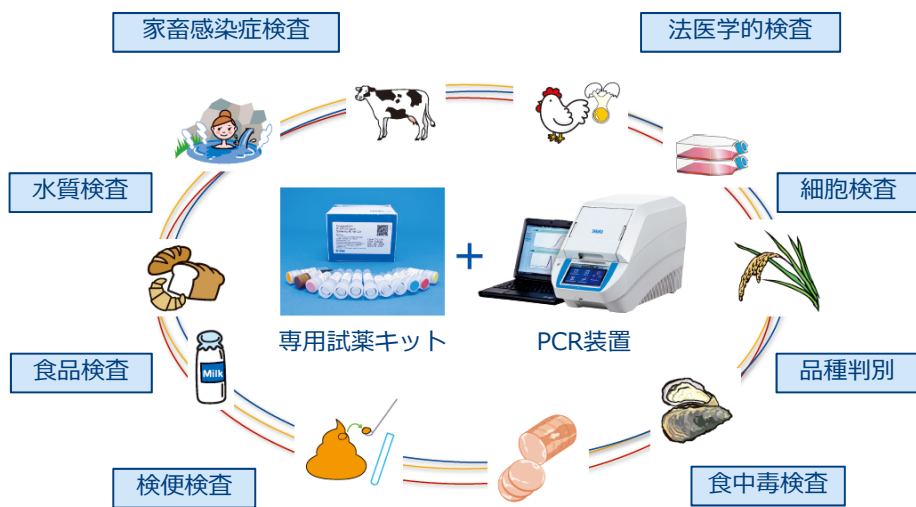 家畜感染症検査
法医学的検査
水質検査
細胞検査
専用試薬キット
+
PCR装置
食品検査
Milk
品種判別
検便検査
食中毒検査